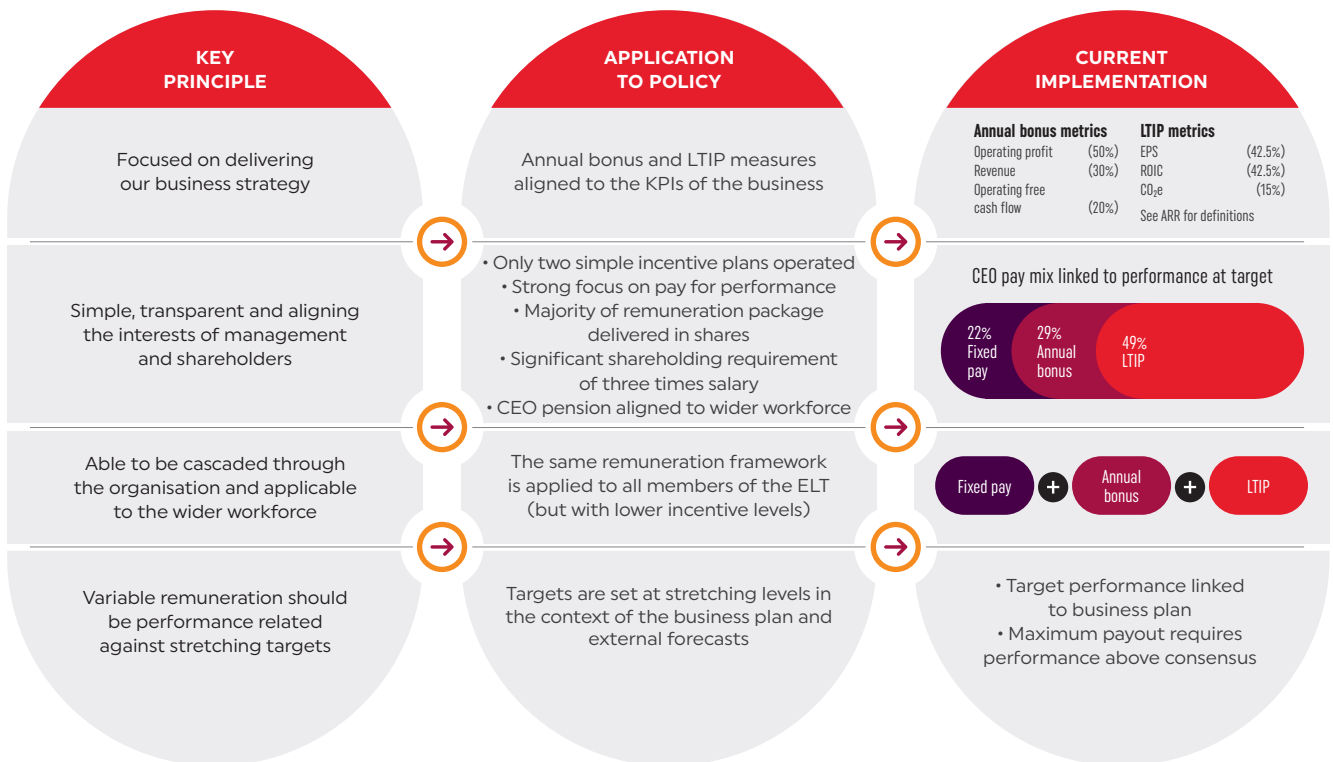 KEY
PRINCIPLE
APPLICATION
TO POLICY
CURRENT
IMPLEMENTATION
Focused on delivering
our business strategy
Annual bonus and LTIP measures
aligned to the KPIs of the business
Annual bonus metrics
Operating profit (50%)
Revenue (30%)
Operating free
cash flow (20%)
LTIP metrics
EPS (42.5%)
ROIC (42.5%)
CO₂e (15%)
See ARR for definitions
Simple, transparent and aligning
the interests of management
and shareholders
• Only two simple incentive plans operated
• Strong focus on pay for performance
• Majority of remuneration package
delivered in shares
• Significant shareholding requirement
of three times salary
• CEO pension aligned to wider workforce
CEO pay mix linked to performance at target
22%
Fixed
pay
29%
Annual
bonus
49%
LTIP
Able to be cascaded through
the organisation and applicable
to the wider workforce
The same remuneration framework
is applied to all members of the ELT
(but with lower incentive levels)
Fixed pay
+
Annual
bonus
+
LTIP
Variable remuneration should
be performance related
against stretching targets
Targets are set at stretching levels in
the context of the business plan and
external forecasts
• Target performance linked
to business plan
• Maximum payout requires
performance above consensus